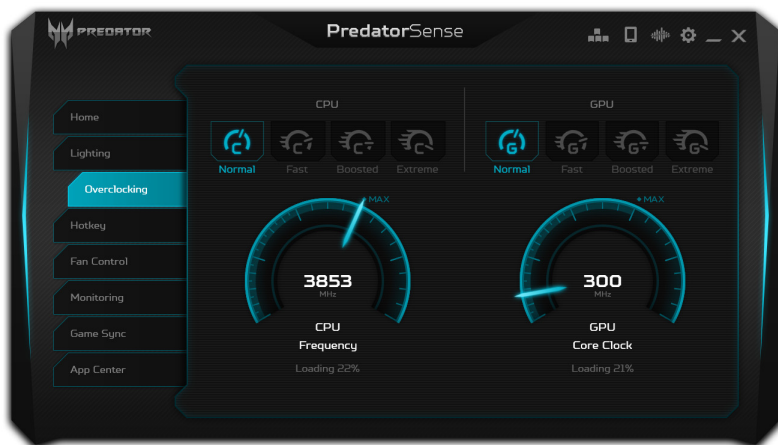 PREDATOR
PredatorSense
Home
Lighting
Overclocking
Hotkey
Fan Control
Monitoring
Game Sync
App Center
CPU
C C C C
Normal Fast Boosted Extreme
MAX
3853
MHz
CPU
Frequency
Loading 22%
GPU
G G G G
Normal Fast Boosted Extreme
MAX
300
MHz
GPU
Core Clock
Loading 21%